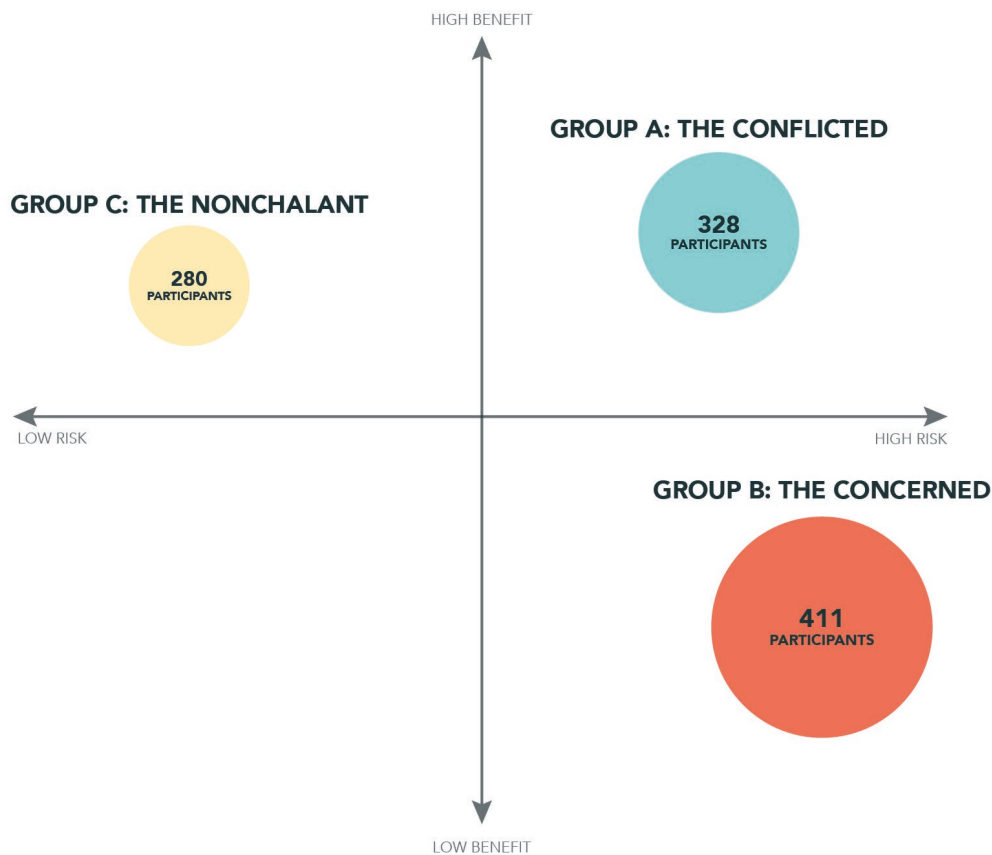 HIGH BENEFIT
GROUP A: THE CONFLICTED
328
PARTICIPANTS
GROUP C: THE NONCHALANT
280
PARTICIPANTS
LOW RISK
HIGH RISK
GROUP B: THE CONCERNED
411
PARTICIPANTS
LOW BENEFIT